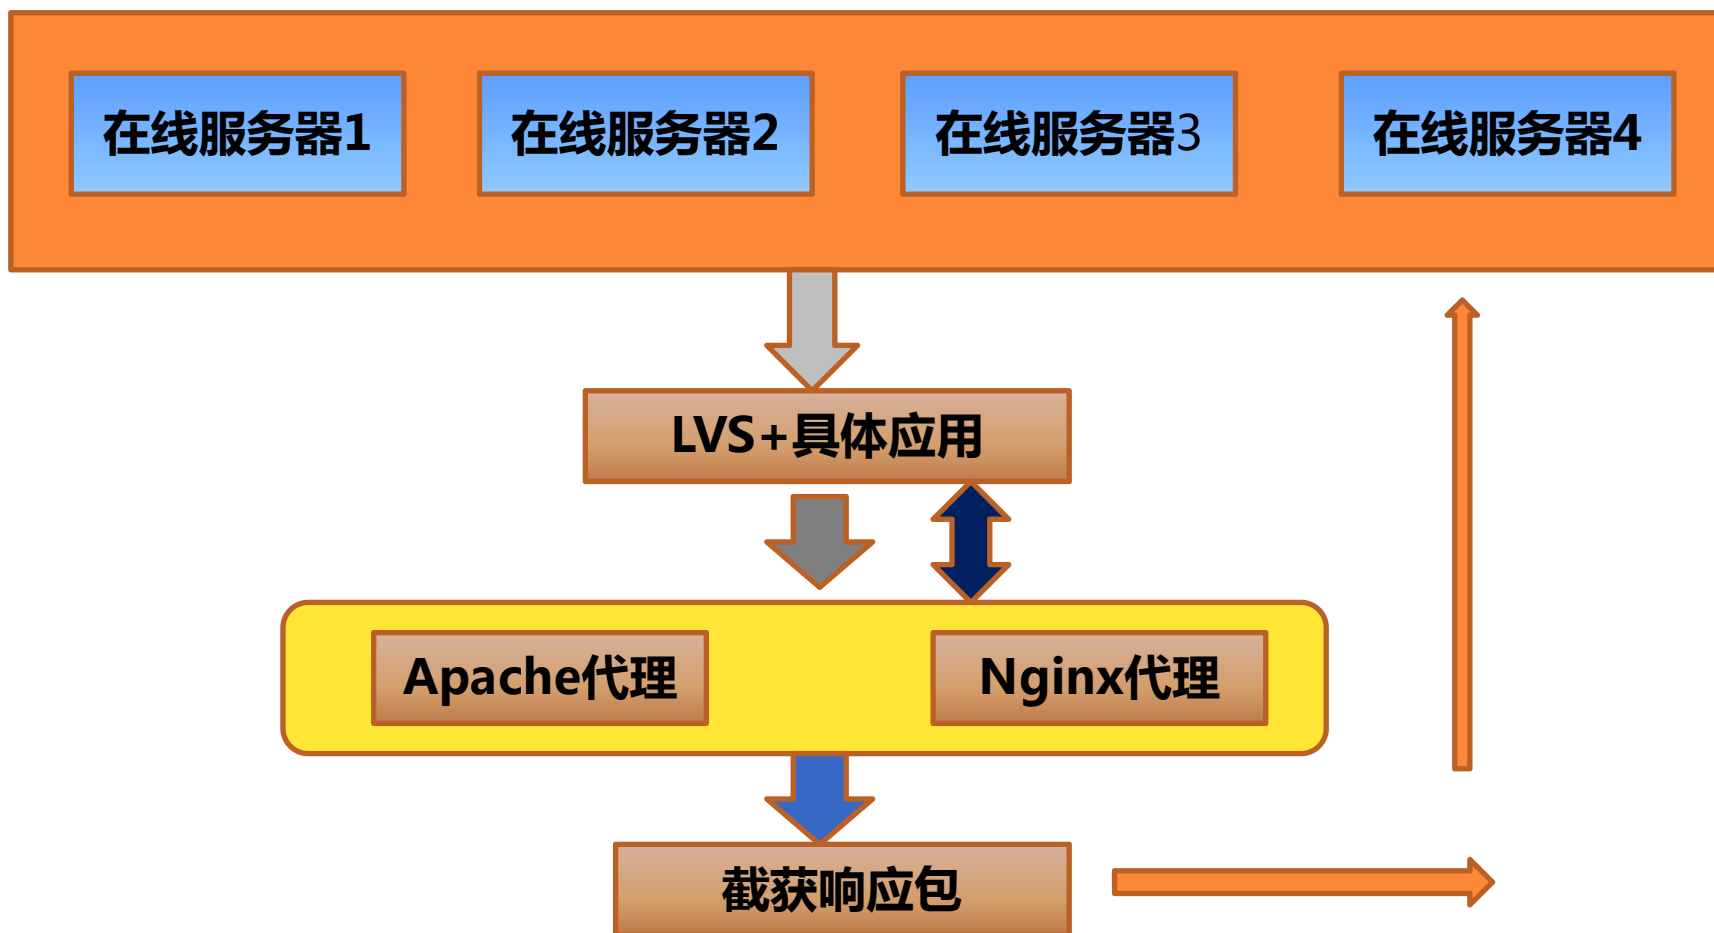 在线服务器1
在线服务器2
在线服务器3
在线服务器4
LVS+具体应用
Apache代理
Nginx代理
截获响应包